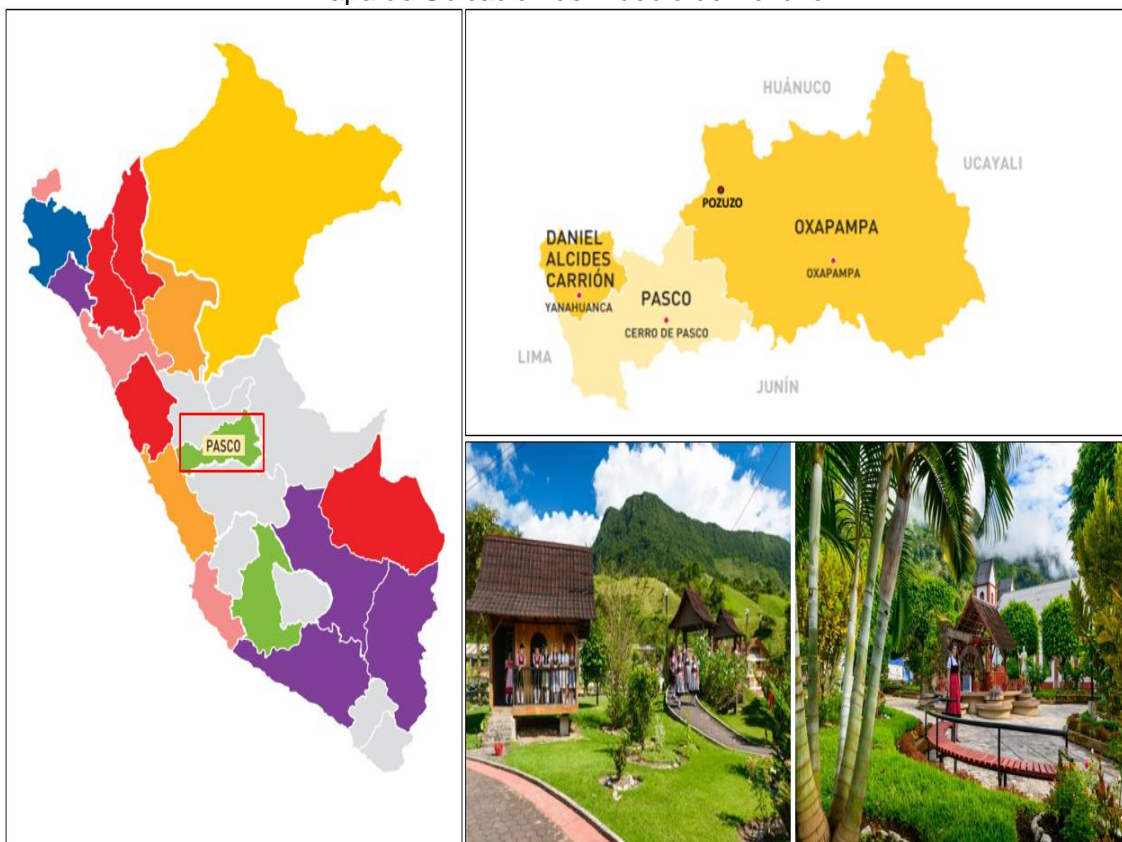 PASCO
HUÁNUCO
UCAYALI
POZUZO
OXAPAMPA
DANIEL
ALCIDES
CARRIÓN
OXAPAMPA
YANAHUANCA
PASCO
CERRO DE PASCO
LIMA
JUNÍN